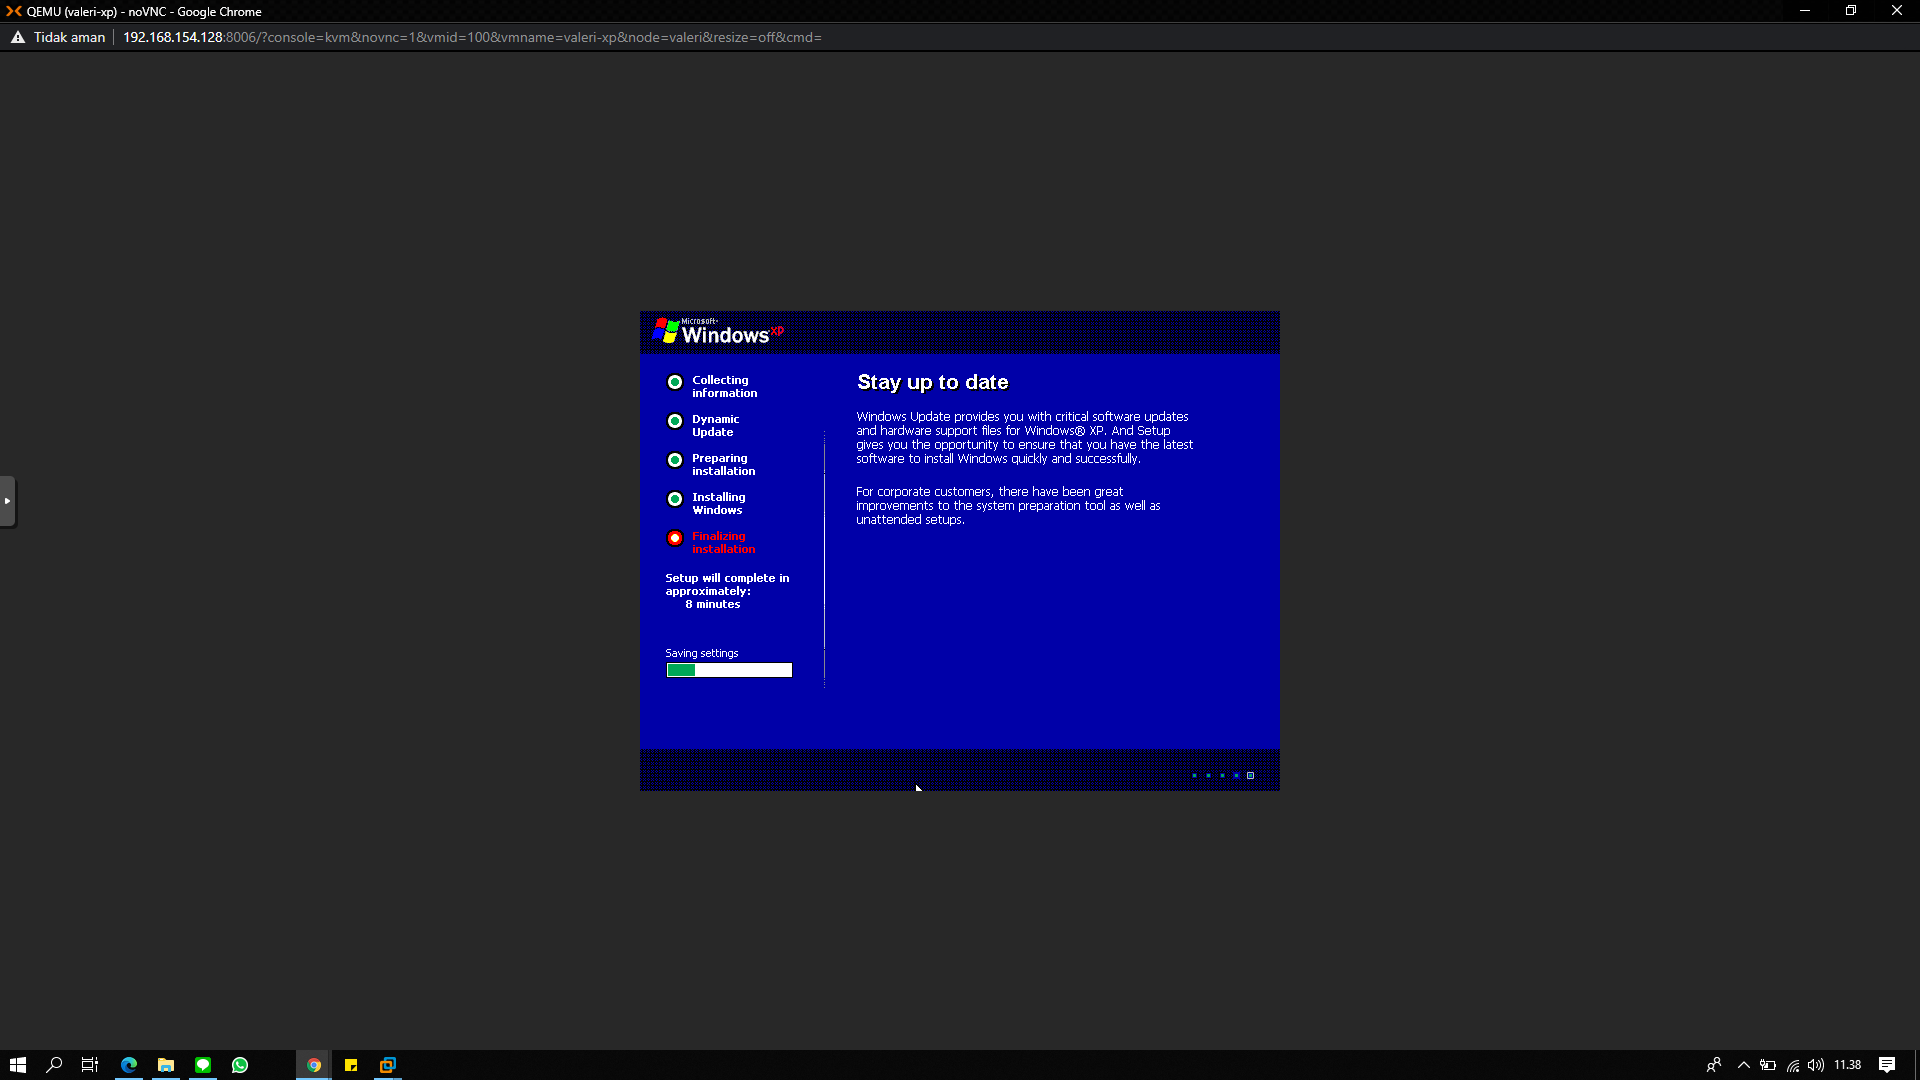 QEMU (valeri-xp) - noVNC - Google Chrome
Tidak aman
192.168.154.128:8006/?console=kvm&novnc=1&vmid=100&vmname=valeri-xp&node=valeri&resize=off&cmd=
Microsoft
Windows xp
Collecting
information
Dynamic
Update
Preparing
installation
Installing
Windows
Finalizing
installation
Setup will complete in
approximately:
8 minutes
Saving settings
Stay up to date
Windows Update provides you with critical software updates
and hardware support files for Windows® XP. And Setup
gives you the opportunity to ensure that you have the latest
software to install Windows quickly and successfully.
For corporate customers, there have been great
improvements to the system preparation tool as well as
unattended setups.
11.38